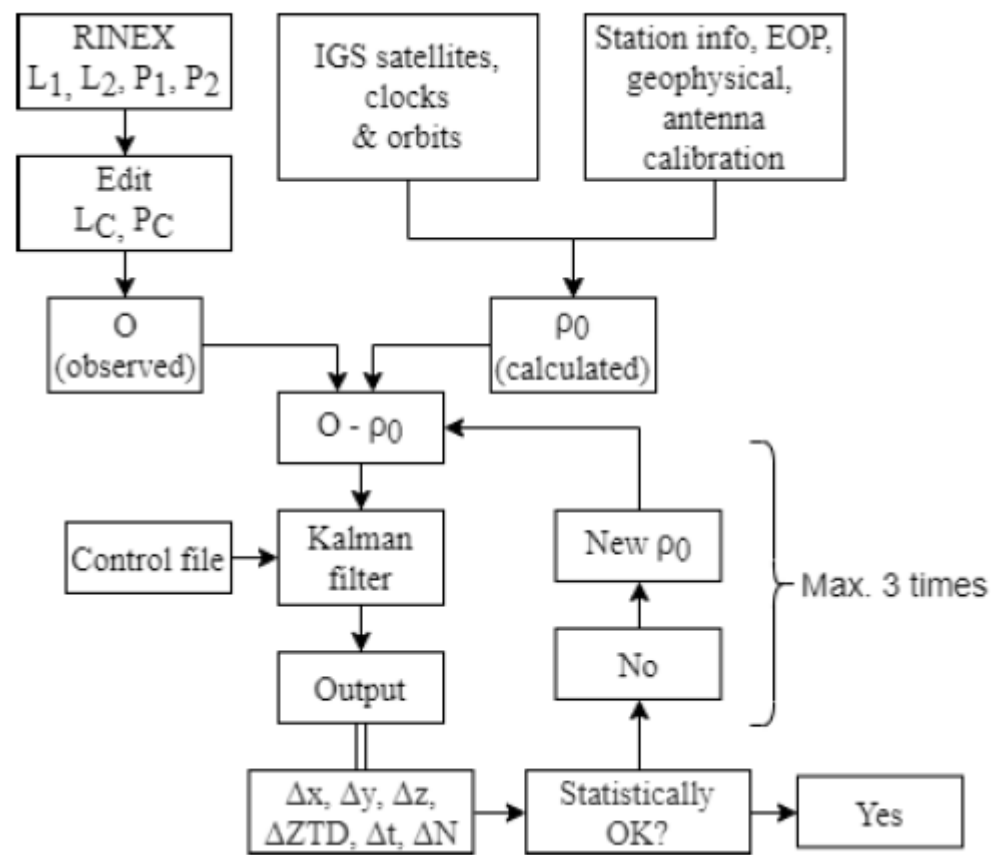 RINEX
L1, L2, P1, P2
IGS satellites,
clocks
& orbits
Station info, EOP,
geophysical,
antenna
calibration
Edit
LC, PC
O
(observed)
ρ0
(calculated)
O - ρ0
Control file
Kalman
filter
New ρ0
Max. 3 times
No
Output
Δx, Δy, Δz,
ΔZTD, Δt, ΔN
Statistically
OK?
Yes